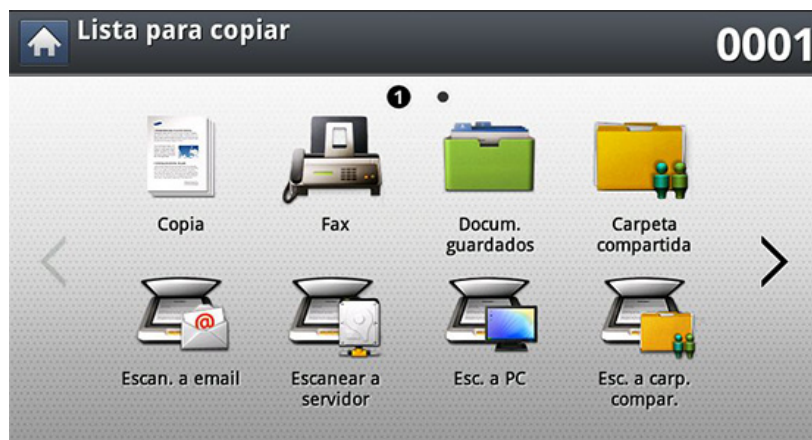 Lista para copiar
0001
1
Copia
Fax
Docum.
guardados
Carpeta
compartida
@
Escan. a email
Escanear a
servidor
Esc. a PC
Esc. a carp.
compar.